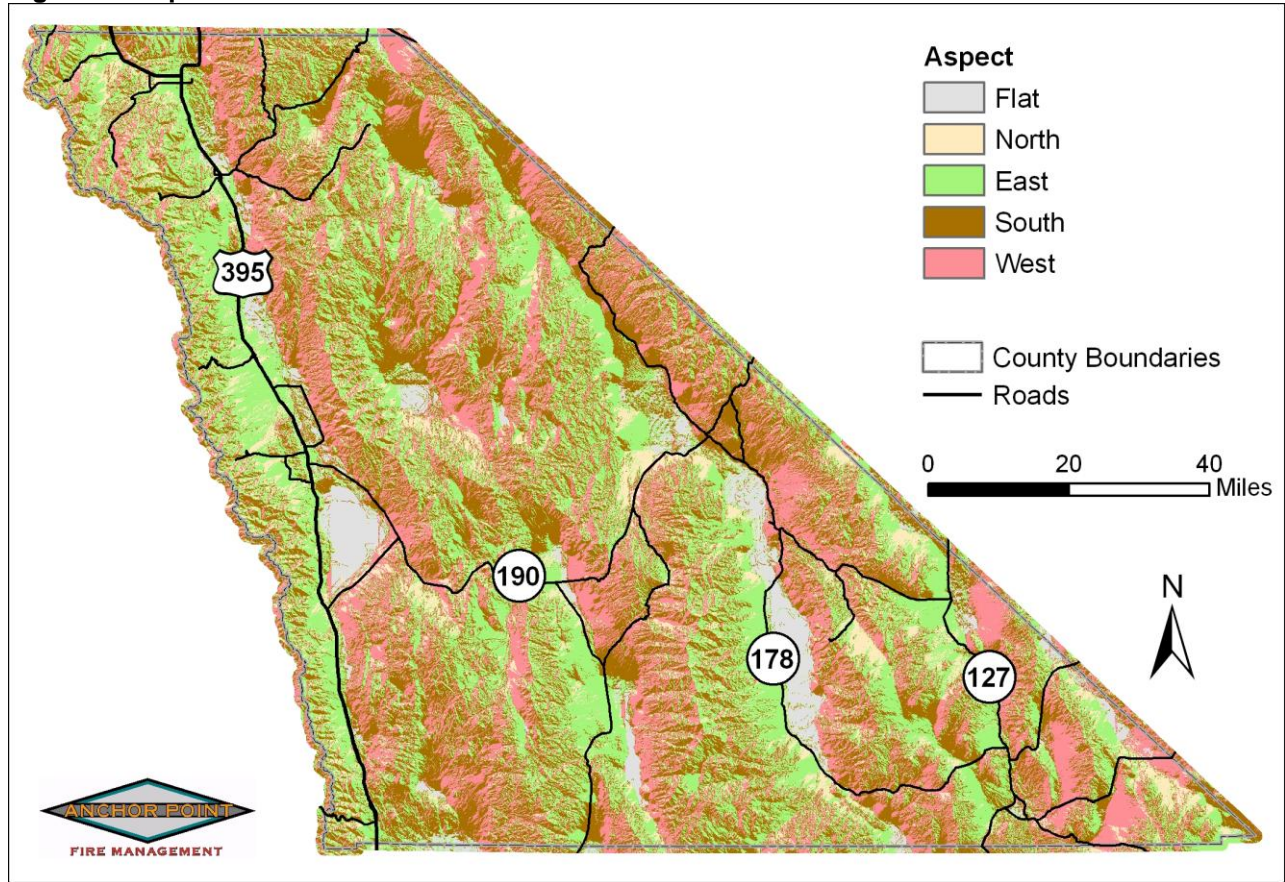 Aspect
Flat
North
East
South
West
County Boundaries
Roads
0 20 40
Miles
N
395
190
178
127
ANCHOR POINT
FIRE MANAGEMENT